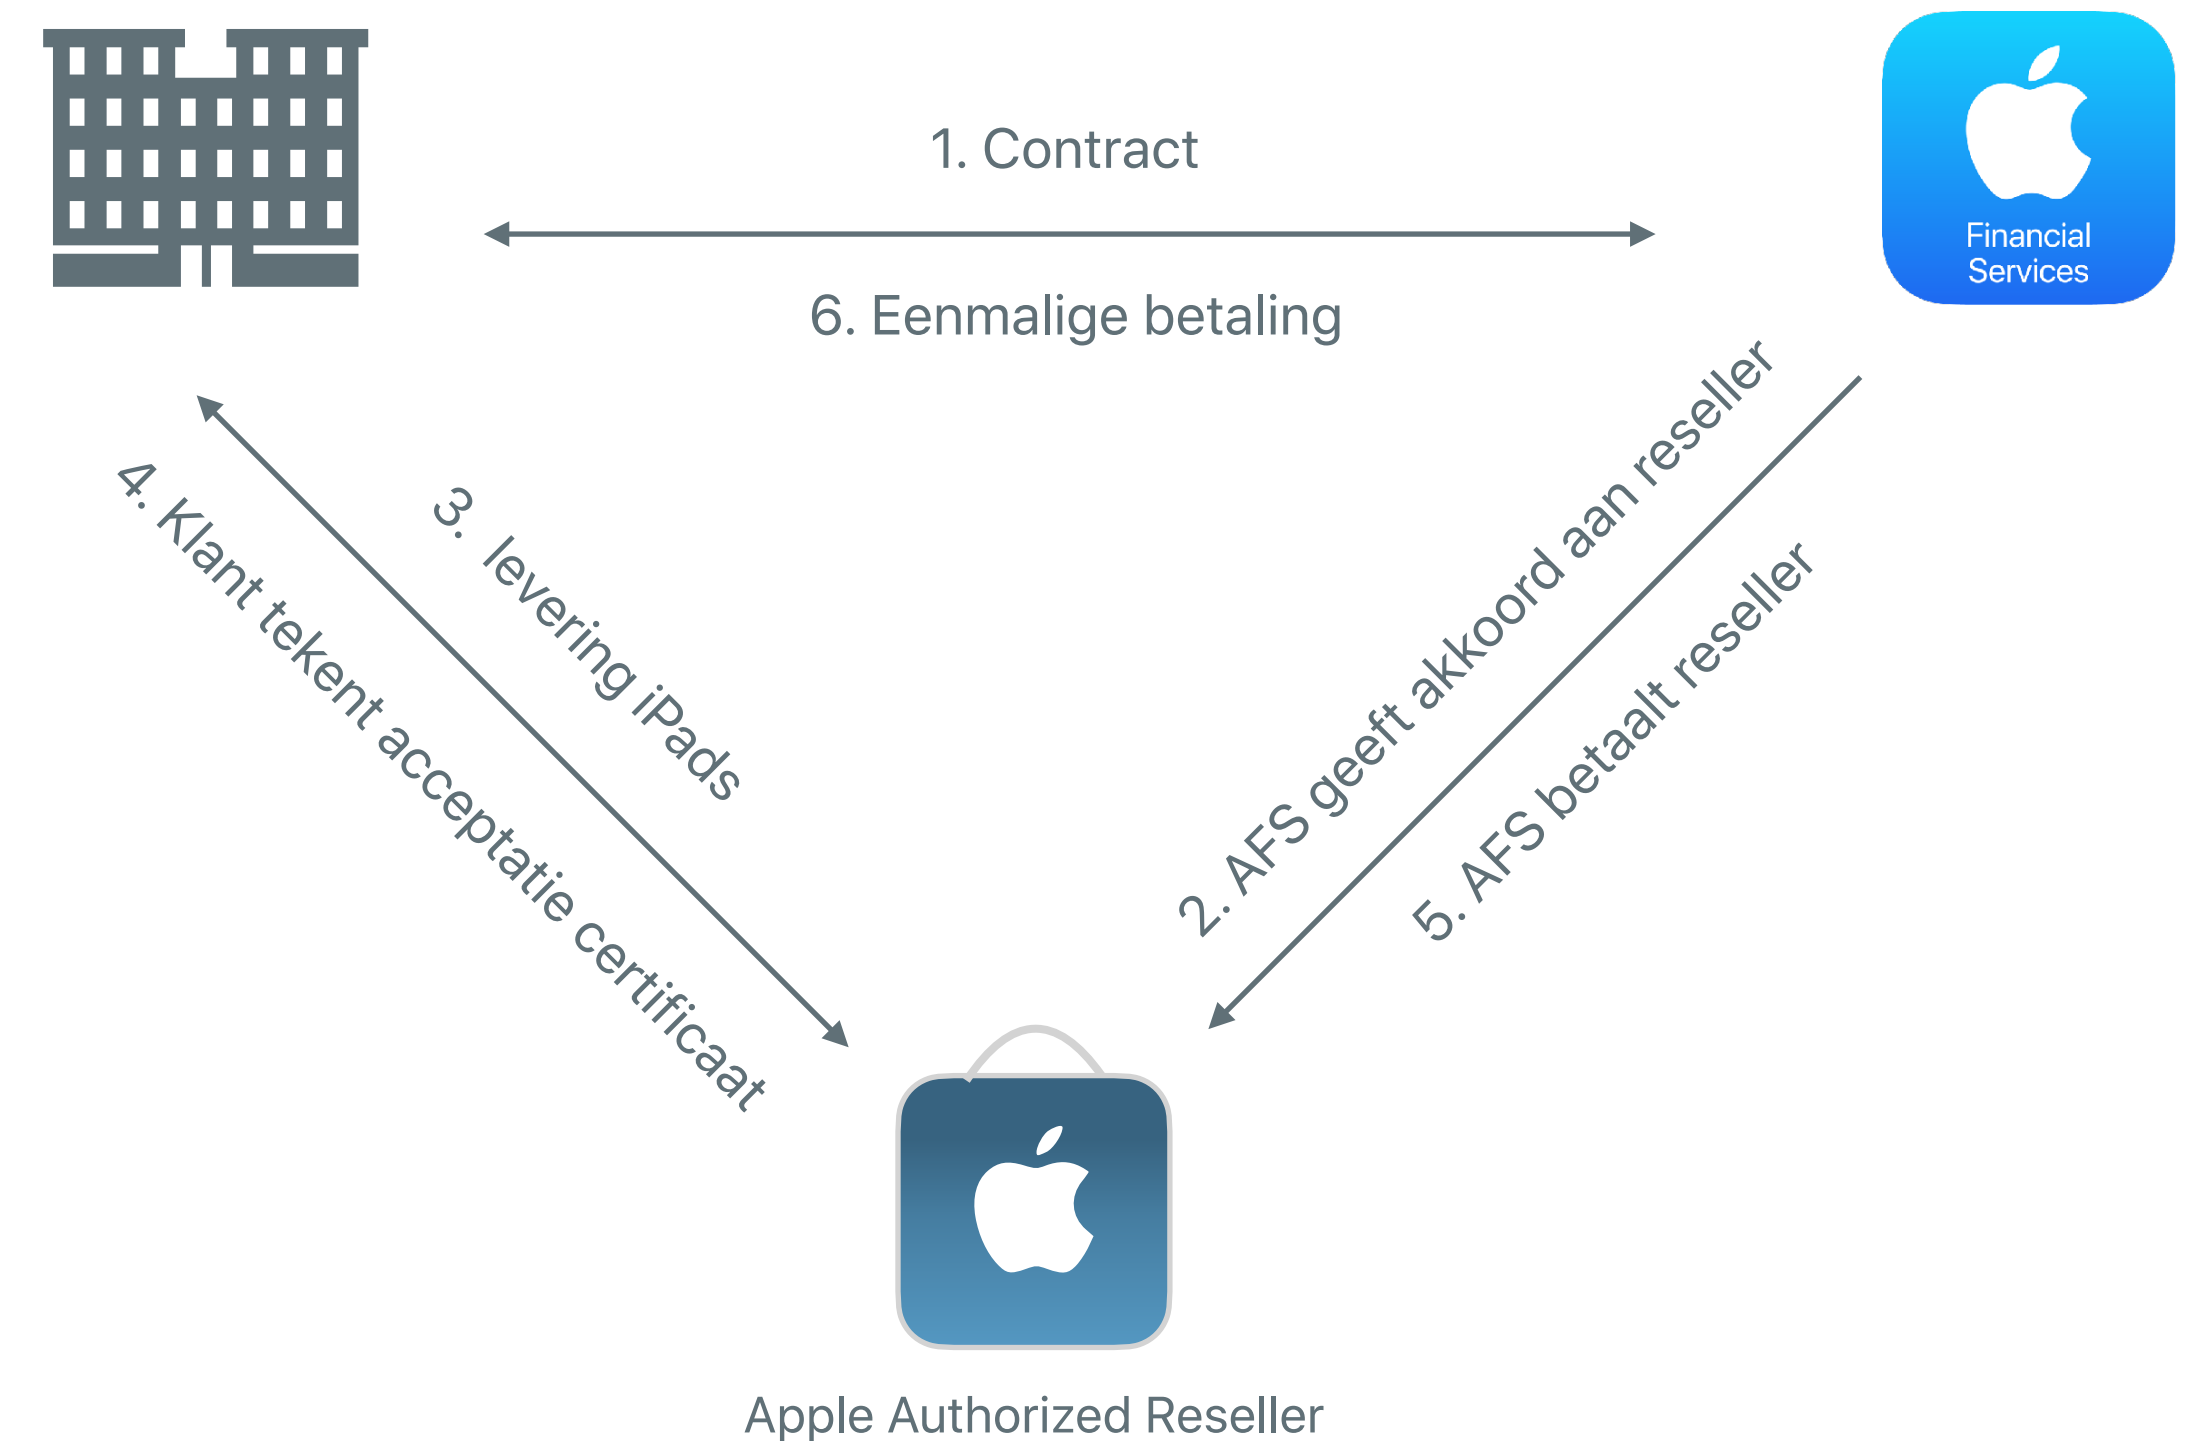 1. Contract
Financial
Services
6. Eenmalige betaling
2. AFS geeft akkoord aan reseller
3. levering iPads
4. Klant tekent acceptatie certificaat
5. AFS betaalt reseller
Apple Authorized Reseller